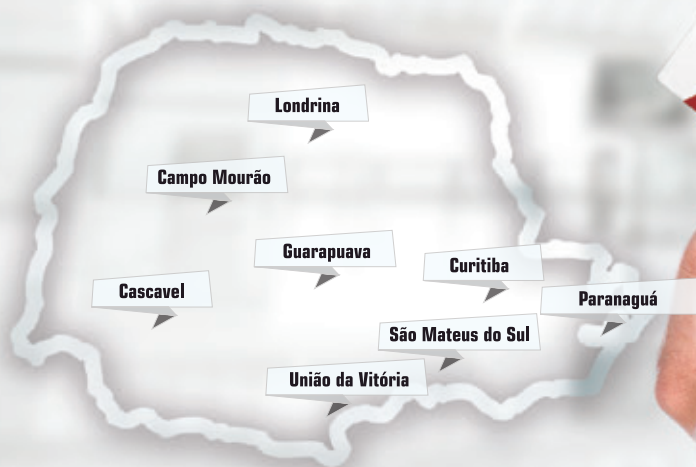 Londrina
Campo Mourão
Guarapuava
Curitiba
Cascavel
Paranaguá
São Mateus do Sul
União da Vitória